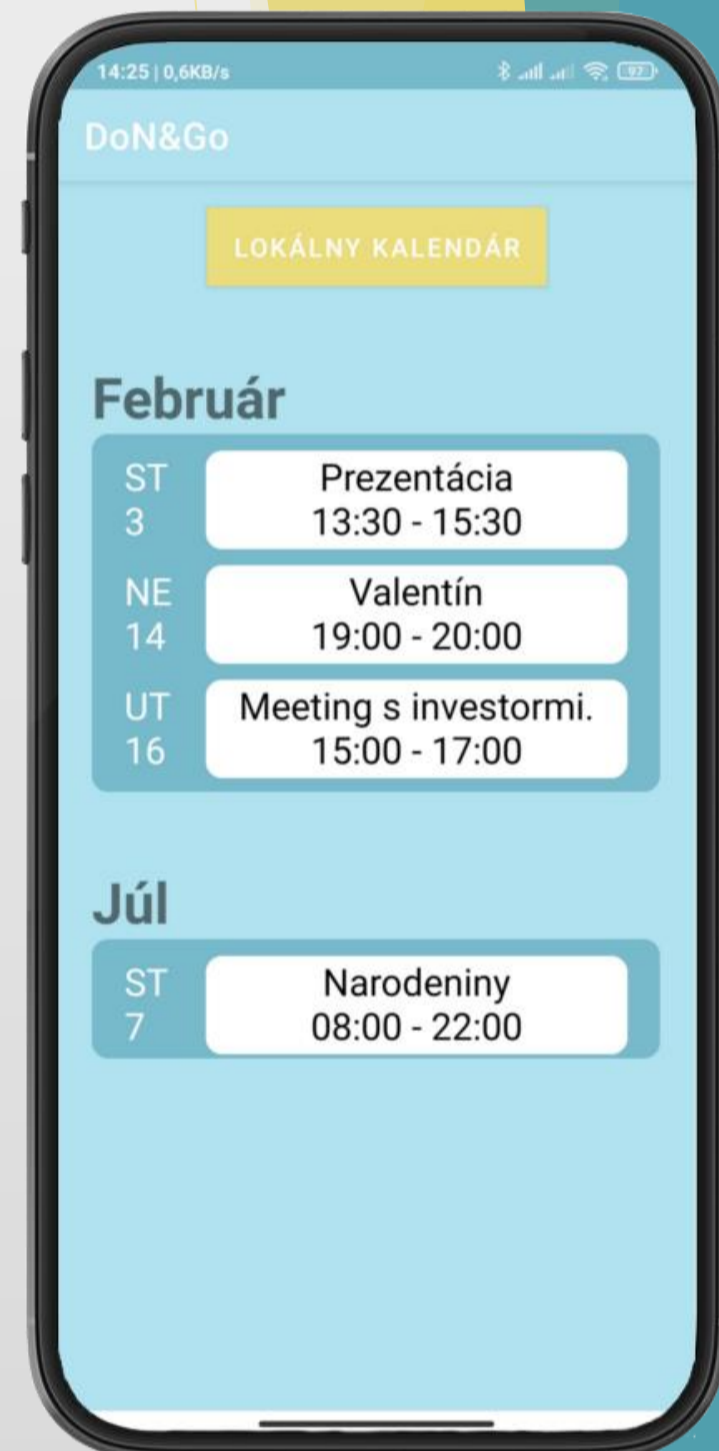 14:25 | 0,6KB/s 97
DoN&Go
LOKÁLNY KALENDÁR
Február
ST
3
Prezentácia
13:30 - 15:30
NE
14
Valentín
19:00 - 20:00
UT
16
Meeting s investormi.
15:00 - 17:00
Júl
ST
7
Narodeniny
08:00 - 22:00